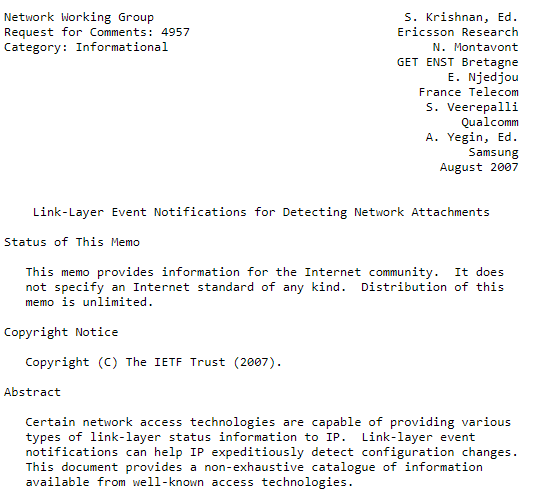 Network Working Group                                   S. Krishnan, Ed.
Request for Comments: 4957                             Ericsson Research
Category: Informational                                     N. Montavont
                                                       GET ENST Bretagne
                                                              E. Njedjou
                                                          France Telecom
                                                           S. Veerepalli
                                                                Qualcomm
                                                           A. Yegin, Ed.
                                                                 Samsung
                                                             August 2007
Link-Layer Event Notifications for Detecting Network Attachments
Status of This Memo
This memo provides information for the Internet community.  It does
not specify an Internet standard of any kind.  Distribution of this
memo is unlimited.
Copyright Notice
Copyright (C) The IETF Trust (2007).
Abstract
Certain network access technologies are capable of providing various
types of link-layer status information to IP.  Link-layer event
notifications can help IP expeditiously detect configuration changes.
This document provides a non-exhaustive catalogue of information
available from well-known access technologies.